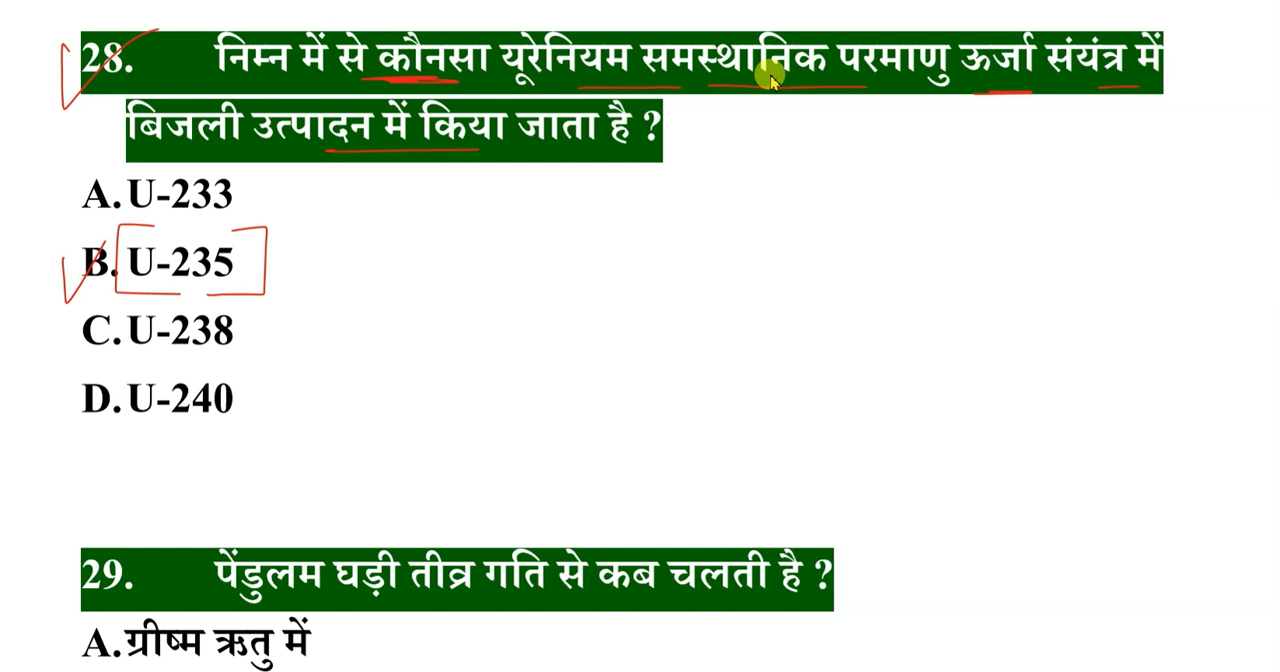 28. निम्न में से कौनसा यूरेनियम समस्थानिक परमाणु ऊर्जा संयंत्र में
बिजली उत्पादन में किया जाता है ?
A. U-233
B. U-235
C. U-238
D. U-240
29. पेंडुलम घड़ी तीव्र गति से कब चलती है ?
A. ग्रीष्म ऋतु में